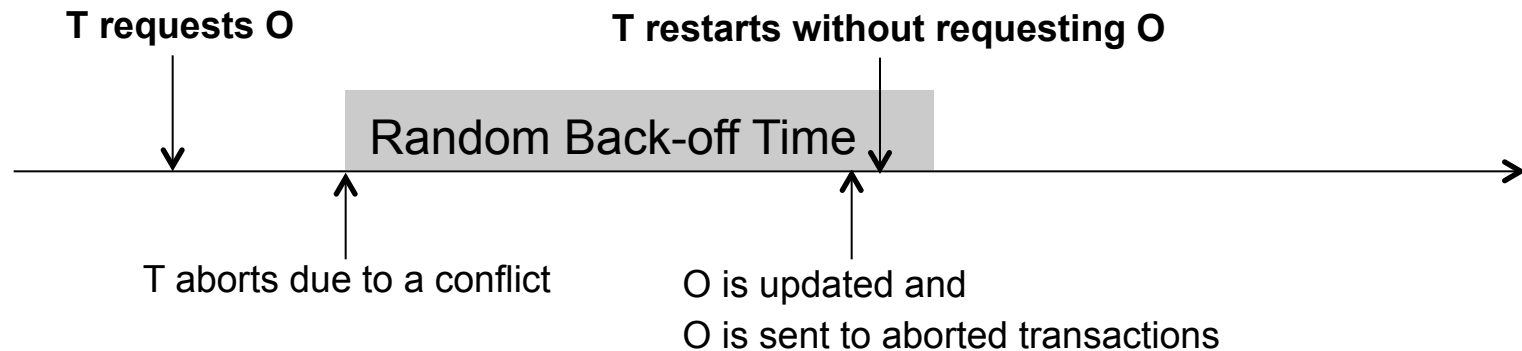 T requests O
T restarts without requesting O
Random Back-off Time
T aborts due to a conflict
O is updated and
O is sent to aborted transactions